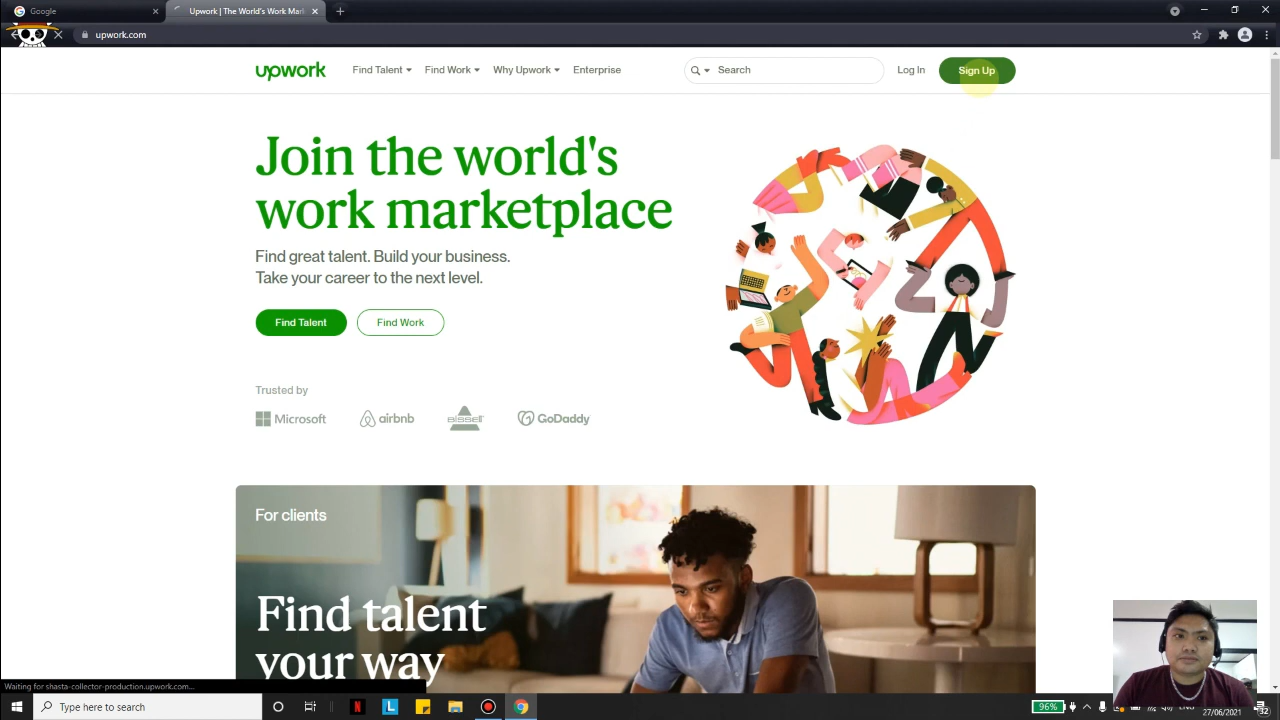 Google
Upwork | The World's Work Mar
upwork.com
upwork
Find Talent
Find Work
Why Upwork
Enterprise
Search
Log In
Sign Up
Join the world's
work marketplace
Find great talent. Build your business.
Take your career to the next level.
Find Talent
Find Work
Trusted by
Microsoft
airbnb
BISSELL
GoDaddy
For clients
Find talent
your way
Waiting for shasta-collector-production.upwork.com...
Type here to search
N
L
96%
27/06/2021
32